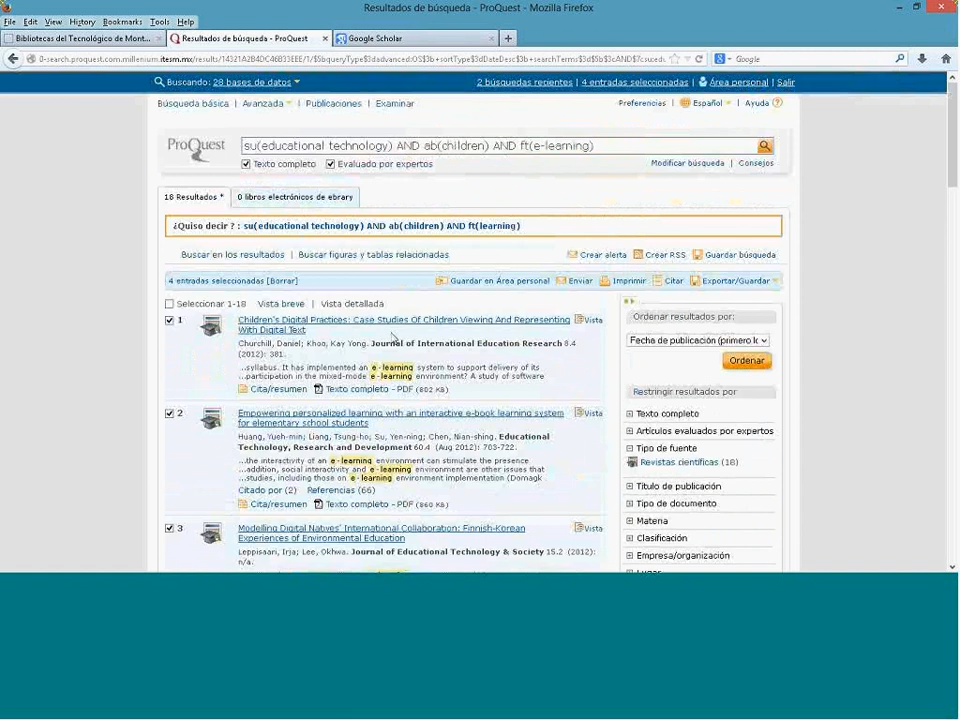 Resultados de búsqueda - ProQuest - Mozilla Firefox
File Edit View History Bookmarks Tools Help
Bibliotecas del Tecnológico de Mont... Resultados de búsqueda - ProQuest Google Scholar
0-search.proquest.com.millenium.itesm.mx/results/ Google
Buscando: 28 bases de datos 2 búsquedas recientes | 4 entradas seleccionadas | Área personal | Salir
Búsqueda básica | Avanzada | Publicaciones | Examinar Preferencias | Español | Ayuda
ProQuest su(educational technology) AND ab(children) AND ft(e-learning)
Texto completo Evaluado por expertos Modificar búsqueda | Consejos
18 Resultados * 0 libros electrónicos de ebrary
¿Quiso decir ? : su(educational technology) AND ab(children) AND ft(learning)
Buscar en los resultados | Buscar figuras y tablas relacionadas Crear alerta Crear RSS Guardar búsqueda
4 entradas seleccionadas [Borrar] Guardar en Área personal Enviar Imprimir Citar Exportar/Guardar
Seleccionar 1-18 Vista breve | Vista detallada
1 Children's Digital Practices: Case Studies Of Children Viewing And Representing Vista
With Digital Text
Churchill, Daniel; Khoo, Kay Yong. Journal of International Education Research 8.4
(2012): 381.
...syllabus. It has implemented an e-learning system to support delivery of its
...participation in the mixed-mode e-learning environment? A study of software
Cita/resumen Texto completo - PDF (802 KB)
2 Empowering personalized learning with an interactive e-book learning system Vista
for elementary school students
Huang, Yueh-min; Liang, Tsung-ho; Su, Yen-ning; Chen, Nian-shing. Educational
Technology, Research and Development 60.4 (Aug 2012): 703-722.
...the interactivity of an e-learning environment can stimulate the presence
...addition, social interactivity and e-learning environment are other issues that
...studies, including those on e-learning environment implementation (Domagk
Citado por (2) Referencias (66)
Cita/resumen Texto completo - PDF (860 KB)
3 Modelling Digital Natives' International Collaboration: Finnish-Korean Vista
Experiences of Environmental Education
Leppisaari, Irja; Lee, Okhwa. Journal of Educational Technology & Society 15.2 (2012):
n/a.
Ordenar resultados por:
Fecha de publicación (primero l
Ordenar
Restringir resultados por
Texto completo
Artículos evaluados por expertos
Tipo de fuente
Revistas científicas (18)
Título de publicación
Tipo de documento
Materia
Clasificación
Empresa/organización
Lugar